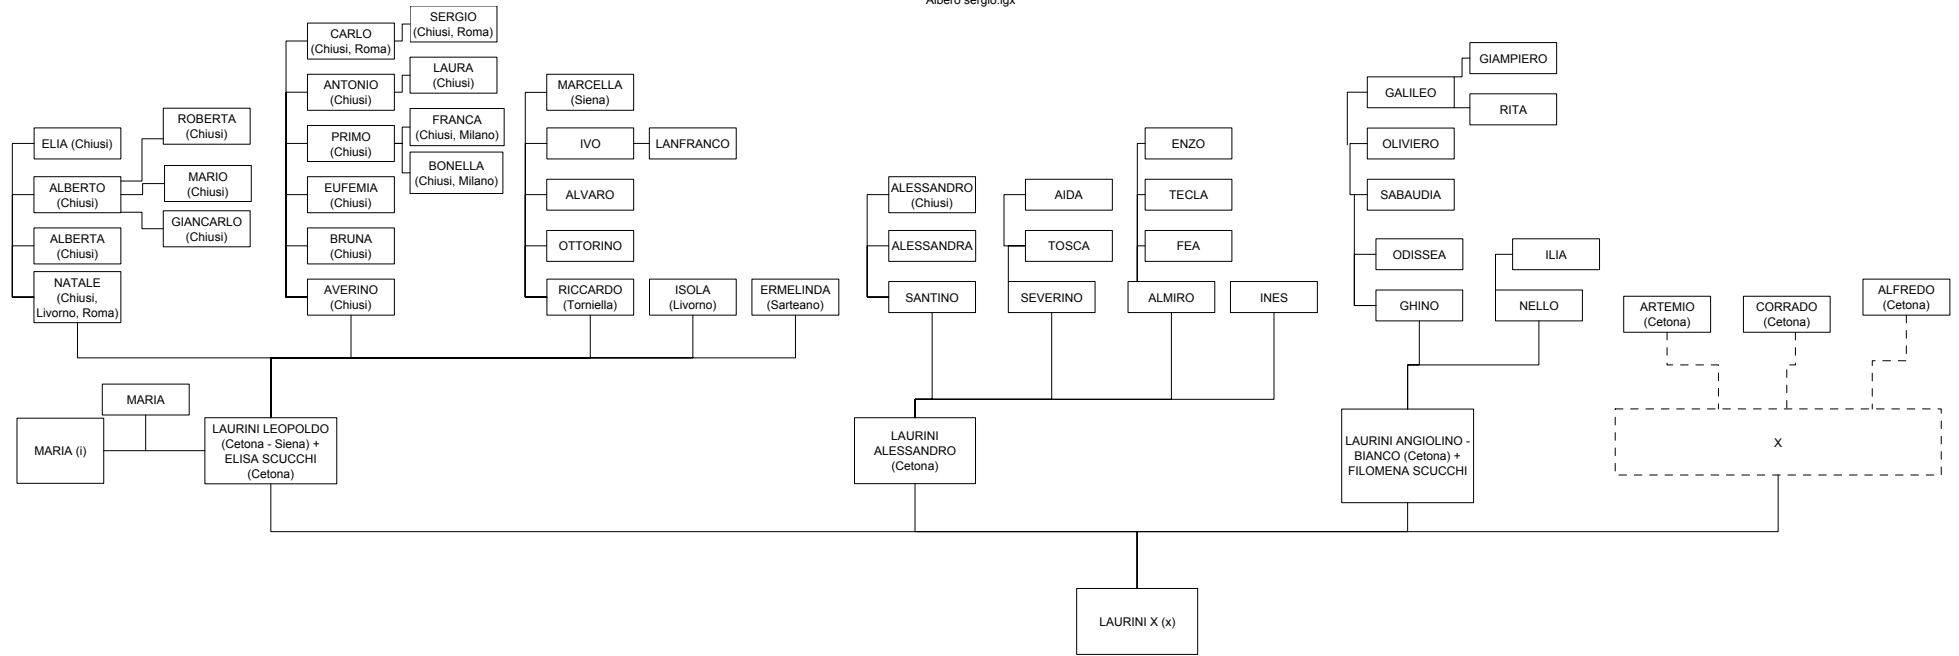 Albero sergio.igx
SERGIO
(Chiusi, Roma)
CARLO
(Chiusi, Roma)
LAURA
(Chiusi)
ANTONIO
(Chiusi)
FRANCA
(Chiusi, Milano)
PRIMO
(Chiusi)
BONELLA
(Chiusi, Milano)
EUFEMIA
(Chiusi)
BRUNA
(Chiusi)
AVERINO
(Chiusi)
ROBERTA
(Chiusi)
ELIA (Chiusi)
MARIO
(Chiusi)
ALBERTO
(Chiusi)
GIANCARLO
(Chiusi)
ALBERTA
(Chiusi)
NATALE
(Chiusi,
Livorno, Roma)
MARCELLA
(Siena)
IVO
LANFRANCO
ALVARO
OTTORINO
RICCARDO
(Torniella)
ISOLA
(Livorno)
ERMELINDA
(Sarteano)
ALESSANDRO
(Chiusi)
ALESSANDRA
SANTINO
AIDA
TOSCA
SEVERINO
ENZO
TECLA
FEA
ALMIRO
INES
GIAMPIERO
GALILEO
RITA
OLIVIERO
SABAUDIA
ODISSEA
GHINO
ILIA
NELLO
ARTEMIO
(Cetona)
CORRADO
(Cetona)
ALFREDO
(Cetona)
MARIA
MARIA (i)
LAURINI LEOPOLDO
(Cetona - Siena) +
ELISA SCUCCHI
(Cetona)
LAURINI
ALESSANDRO
(Cetona)
LAURINI ANGIOLINO -
BIANCO (Cetona) +
FILOMENA SCUCCHI
X
LAURINI X (x)